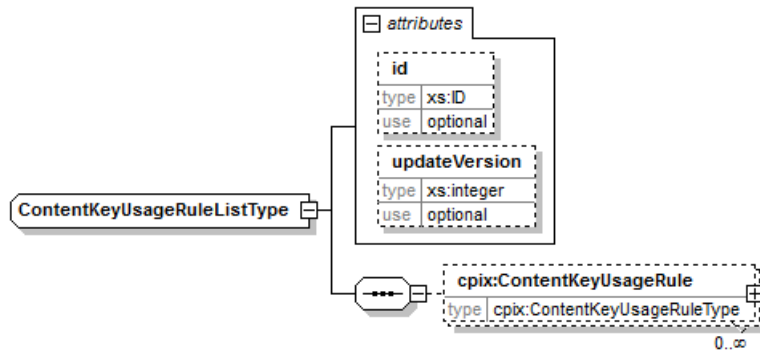 attributes
id
type xs:ID
use optional
updateVersion
type xs:integer
use optional
ContentKeyUsageRuleListType
cpix:ContentKeyUsageRule
type cpix:ContentKeyUsageRuleType
0..∞